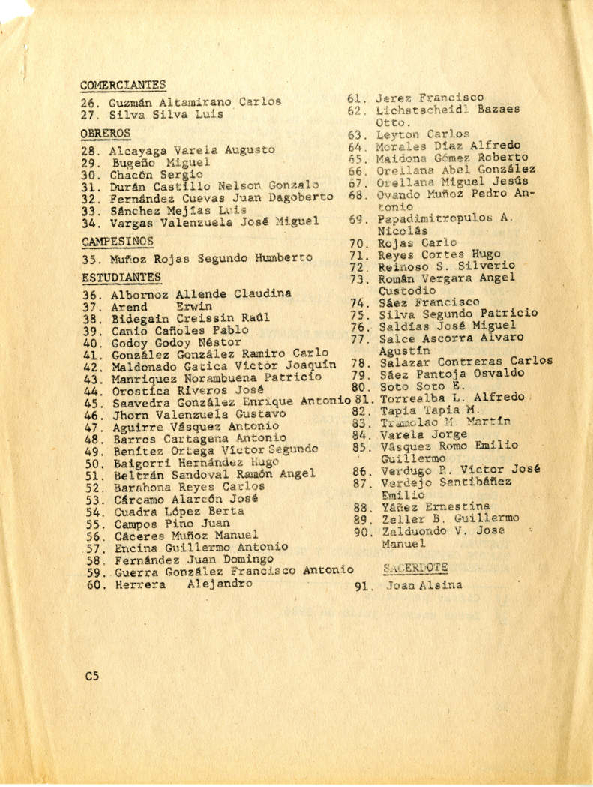 COMERCIANTES
26. Guzmán Altamirano Carlos
27. Silva Silva Luis
OBREROS
28. Alcayaga Varela Augusto
29. Bugeño Miguel
30. Chacón Sergio
31. Durán Castillo Nelson Gonzalo
32. Fernández Cuevas Juan Dagoberto
33. Sánchez Mejías Luis
34. Vargas Valenzuela José Miguel
CAMPESINOS
35. Muñoz Rojas Segundo Humberto
ESTUDIANTES
36. Albornoz Allende Claudina
37. Arend Erwin
38. Bidegain Creissin Raúl
39. Canio Cañoles Pablo
40. Godoy Godoy Néstor
41. González González Ramiro Carlo
42. Maldonado Gatica Víctor Joaquín
43. Manríquez Norambuena Patricio
44. Orostica Riveros José
45. Saavedra González Enrique Antonio
46. Jhorn Valenzuela Gustavo
47. Aguirre Vásquez Antonio
48. Barros Cartagena Antonio
49. Benítez Ortega Víctor Segundo
50. Baigorri Hernández Hugo
51. Beltrán Sandoval Ramón Angel
52. Barahona Reyes Carlos
53. Cárcamo Alarcón José
54. Cuadra López Berta
55. Campos Pino Juan
56. Cáceres Muñoz Manuel
57. Encina Guillermo Antonio
58. Fernández Juan Domingo
59. Guerra González Francisco Antonio
60. Herrera Alejandro
61. Jerez Francisco
62. Lichstscheidl Bazaes
Otto.
63. Leyton Carlos
64. Morales Díaz Alfredo
65. Maidona Gómez Roberto
66. Orellana Abel González
67. Orellana Miguel Jesús
68. Ovando Muñoz Pedro An-
tonio
69. Papadimitropulos A.
Nicolás
70. Rojas Carlo
71. Reyes Cortes Hugo
72. Reinoso S. Silverio
73. Román Vergara Angel
Custodio
74. Sáez Francisco
75. Silva Segundo Patricio
76. Saldías José Miguel
77. Salce Ascorra Alvaro
Agustín
78. Salazar Contreras Carlos
79. Sáez Pantoja Osvaldo
80. Soto Soto E.
81. Torrealba L. Alfredo
82. Tapia Tapia M.
83. Tramolao M. Martín
84. Varela Jorge
85. Vásquez Romo Emilio
Guillermo
86. Verdugo P. Víctor José
87. Verdejo Santibáñez
Emilio
88. Yáñez Ernestina
89. Zeller B. Guillermo
90. Zalduondo V. Jose
Manuel
SACERDOTE
91. Joan Alsina
C5